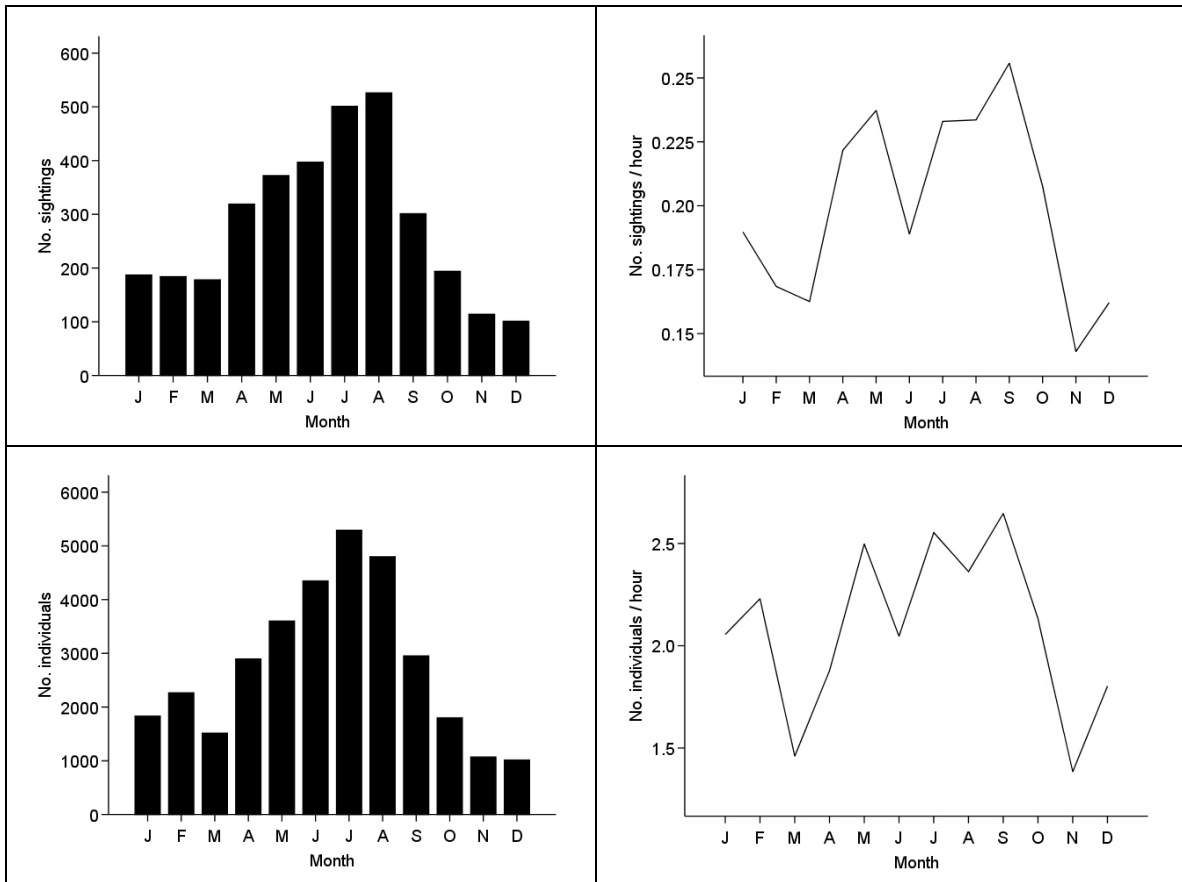 No. sightings
600
500
400
300
200
100
0
J F M A M J J A S O N D
Month
No. sightings / hour
0.25
0.225
0.20
0.175
0.15
J F M A M J J A S O N D
Month
No. individuals
6000
5000
4000
3000
2000
1000
0
J F M A M J J A S O N D
Month
No. individuals / hour
2.5
2.0
1.5
J F M A M J J A S O N D
Month